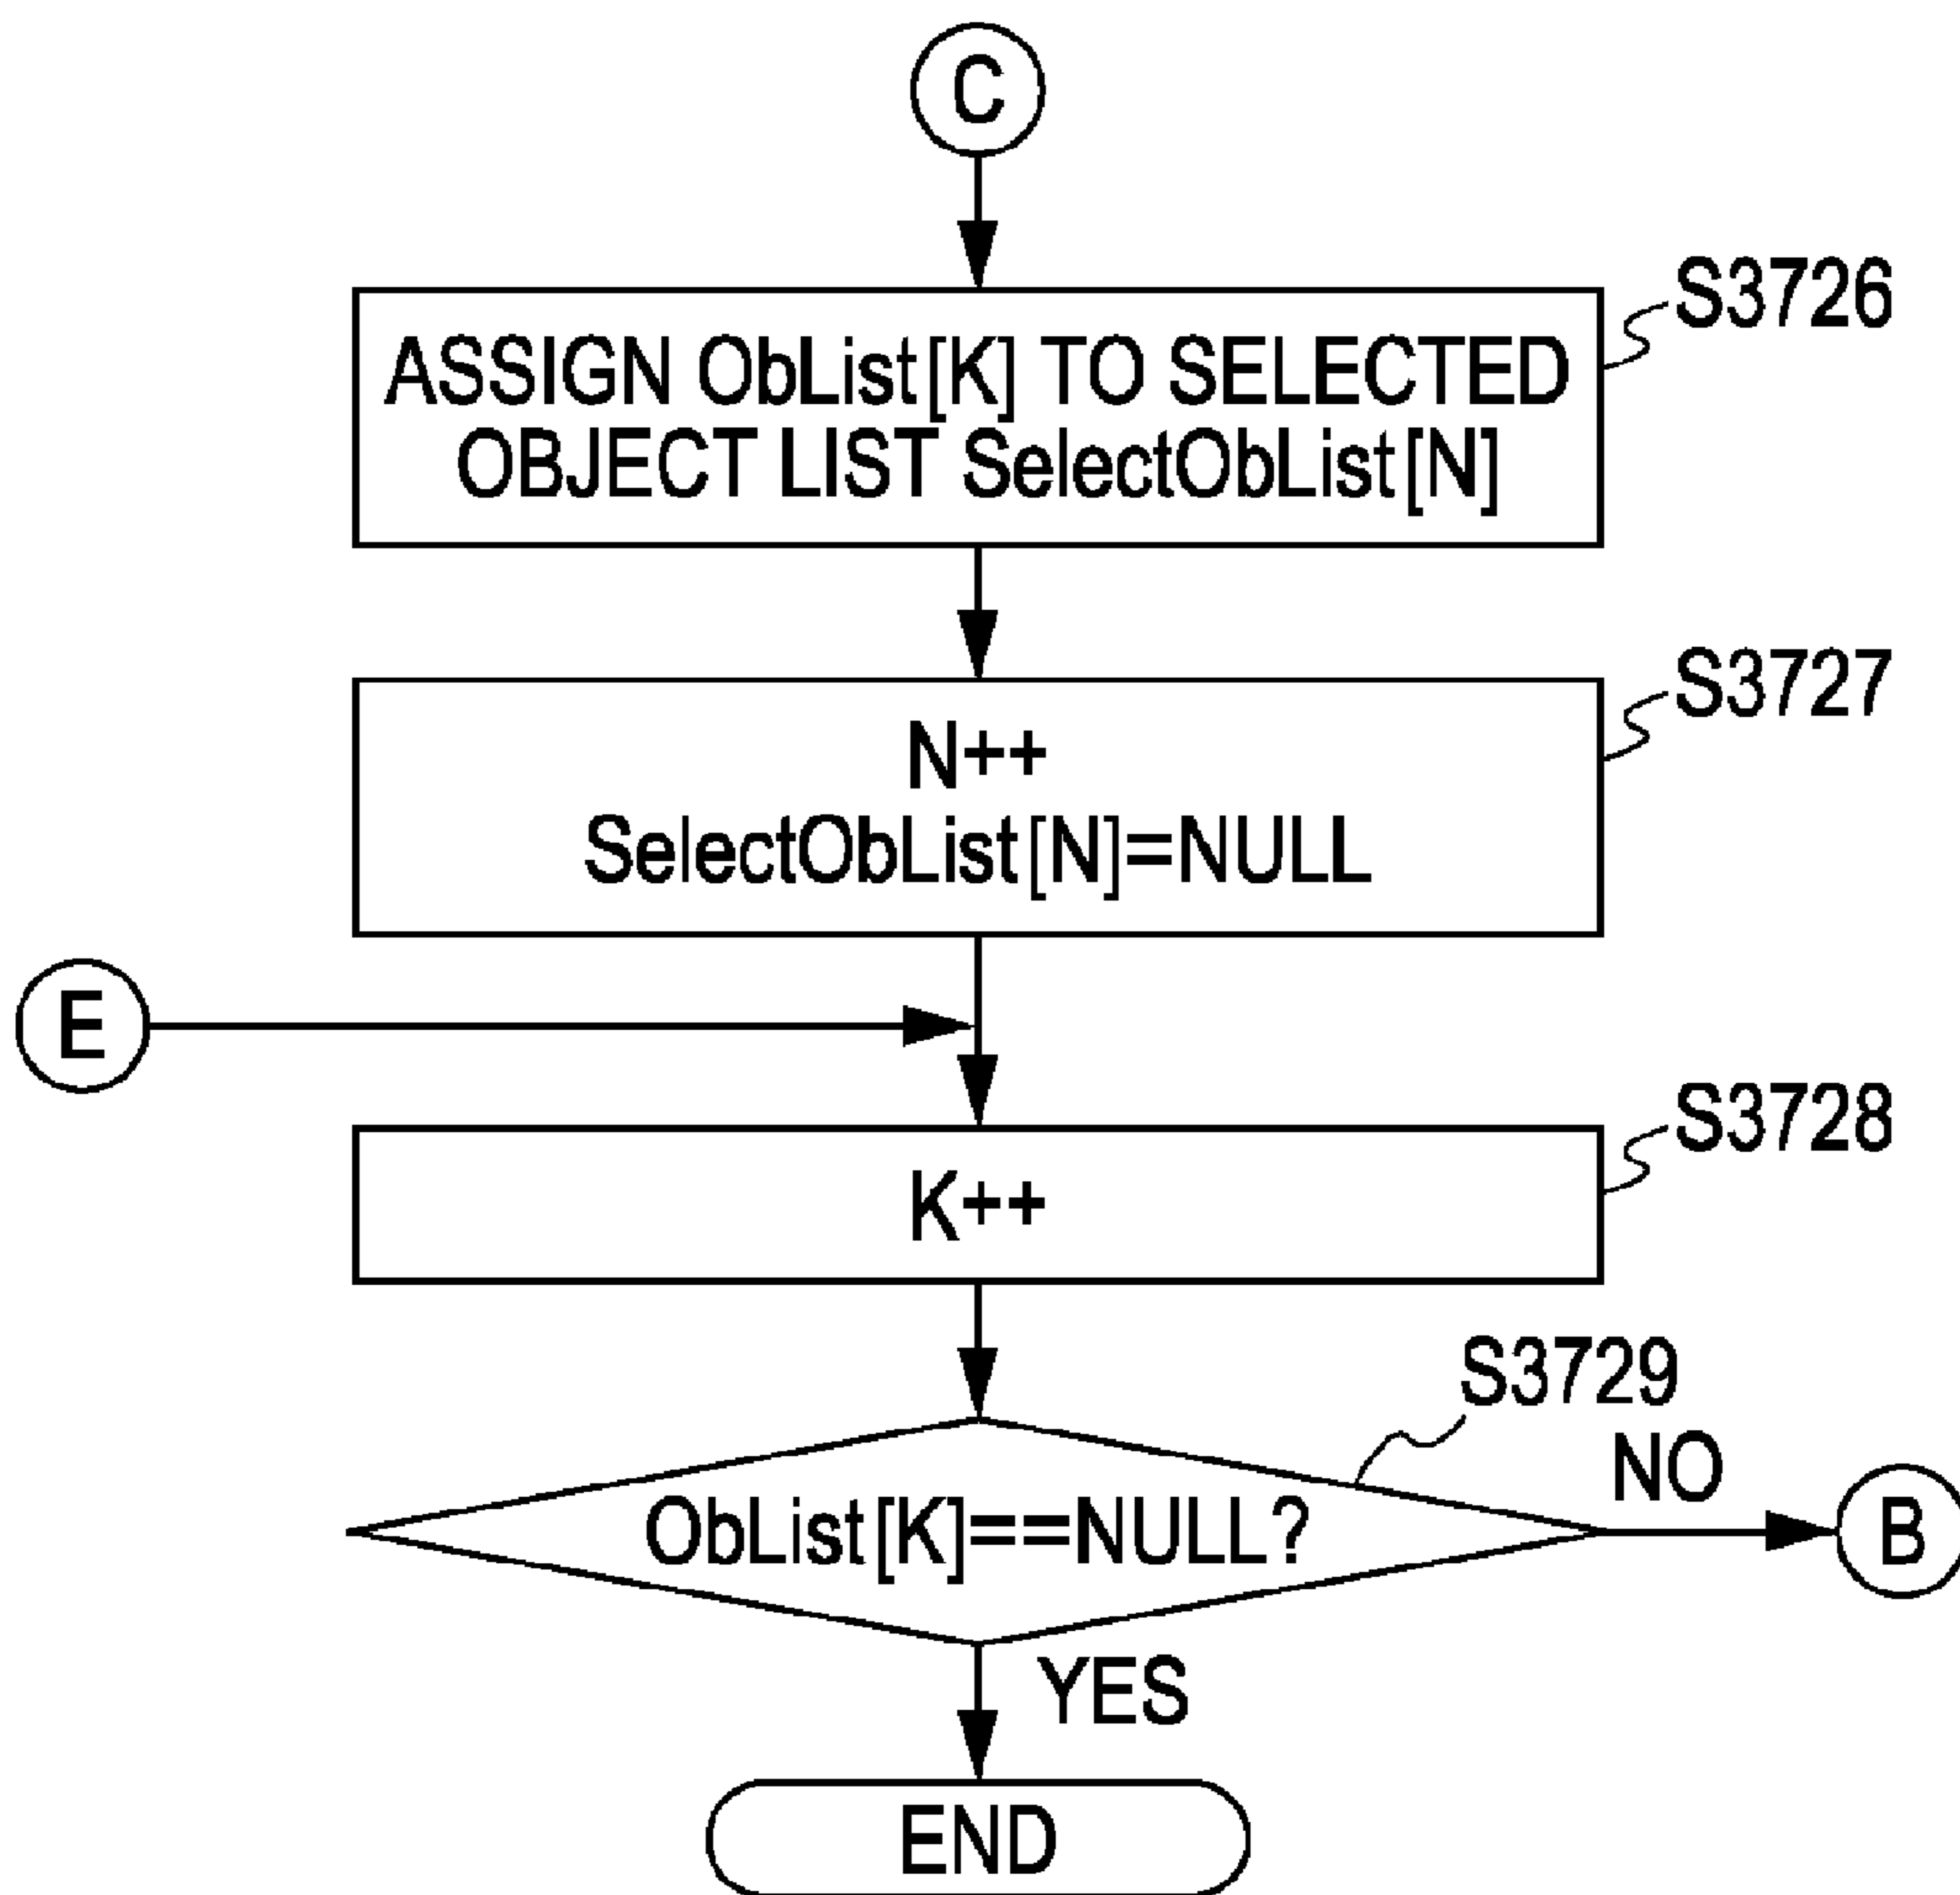 C
S3726
ASSIGN ObList[K] TO SELECTED
OBJECT LIST SelectObList[N]
S3727
N++
SelectObList[N]=NULL
E
S3728
K++
S3729
NO
ObList[K]==NULL?
B
YES
END